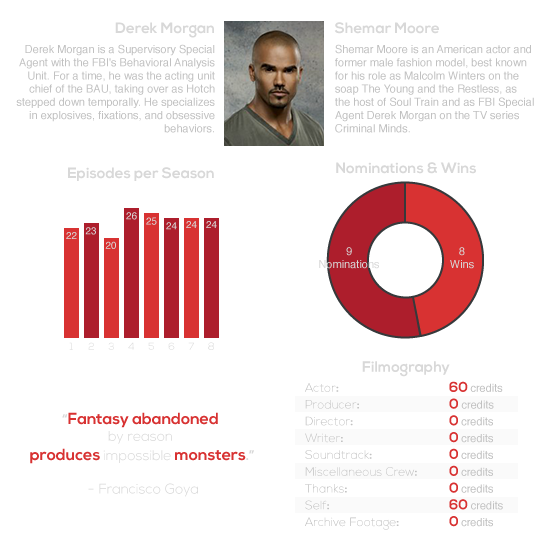 Derek Morgan
Derek Morgan is a Supervisory Special
Agent with the FBI's Behavioral Analysis
Unit. For a time, he was the acting unit
chief of the BAU, taking over as Hotch
stepped down temporally. He specializes
in explosives, fixations, and obsessive
behaviors.
Shemar Moore
Shemar Moore is an American actor and
former male fashion model, best known
for his role as Malcolm Winters on the
soap The Young and the Restless, as
the host of Soul Train and as FBI Special
Agent Derek Morgan on the TV series
Criminal Minds.
Episodes per Season
22
23
20
26
25
24
24
24
1 2 3 4 5 6 7 8
Nominations & Wins
9
Nominations
8
Wins
"Fantasy abandoned
by reason
produces impossible monsters."
- Francisco Goya
Filmography
Actor: 60 credits
Producer: 0 credits
Director: 0 credits
Writer: 0 credits
Soundtrack: 0 credits
Miscellaneous Crew: 0 credits
Thanks: 0 credits
Self: 60 credits
Archive Footage: 0 credits